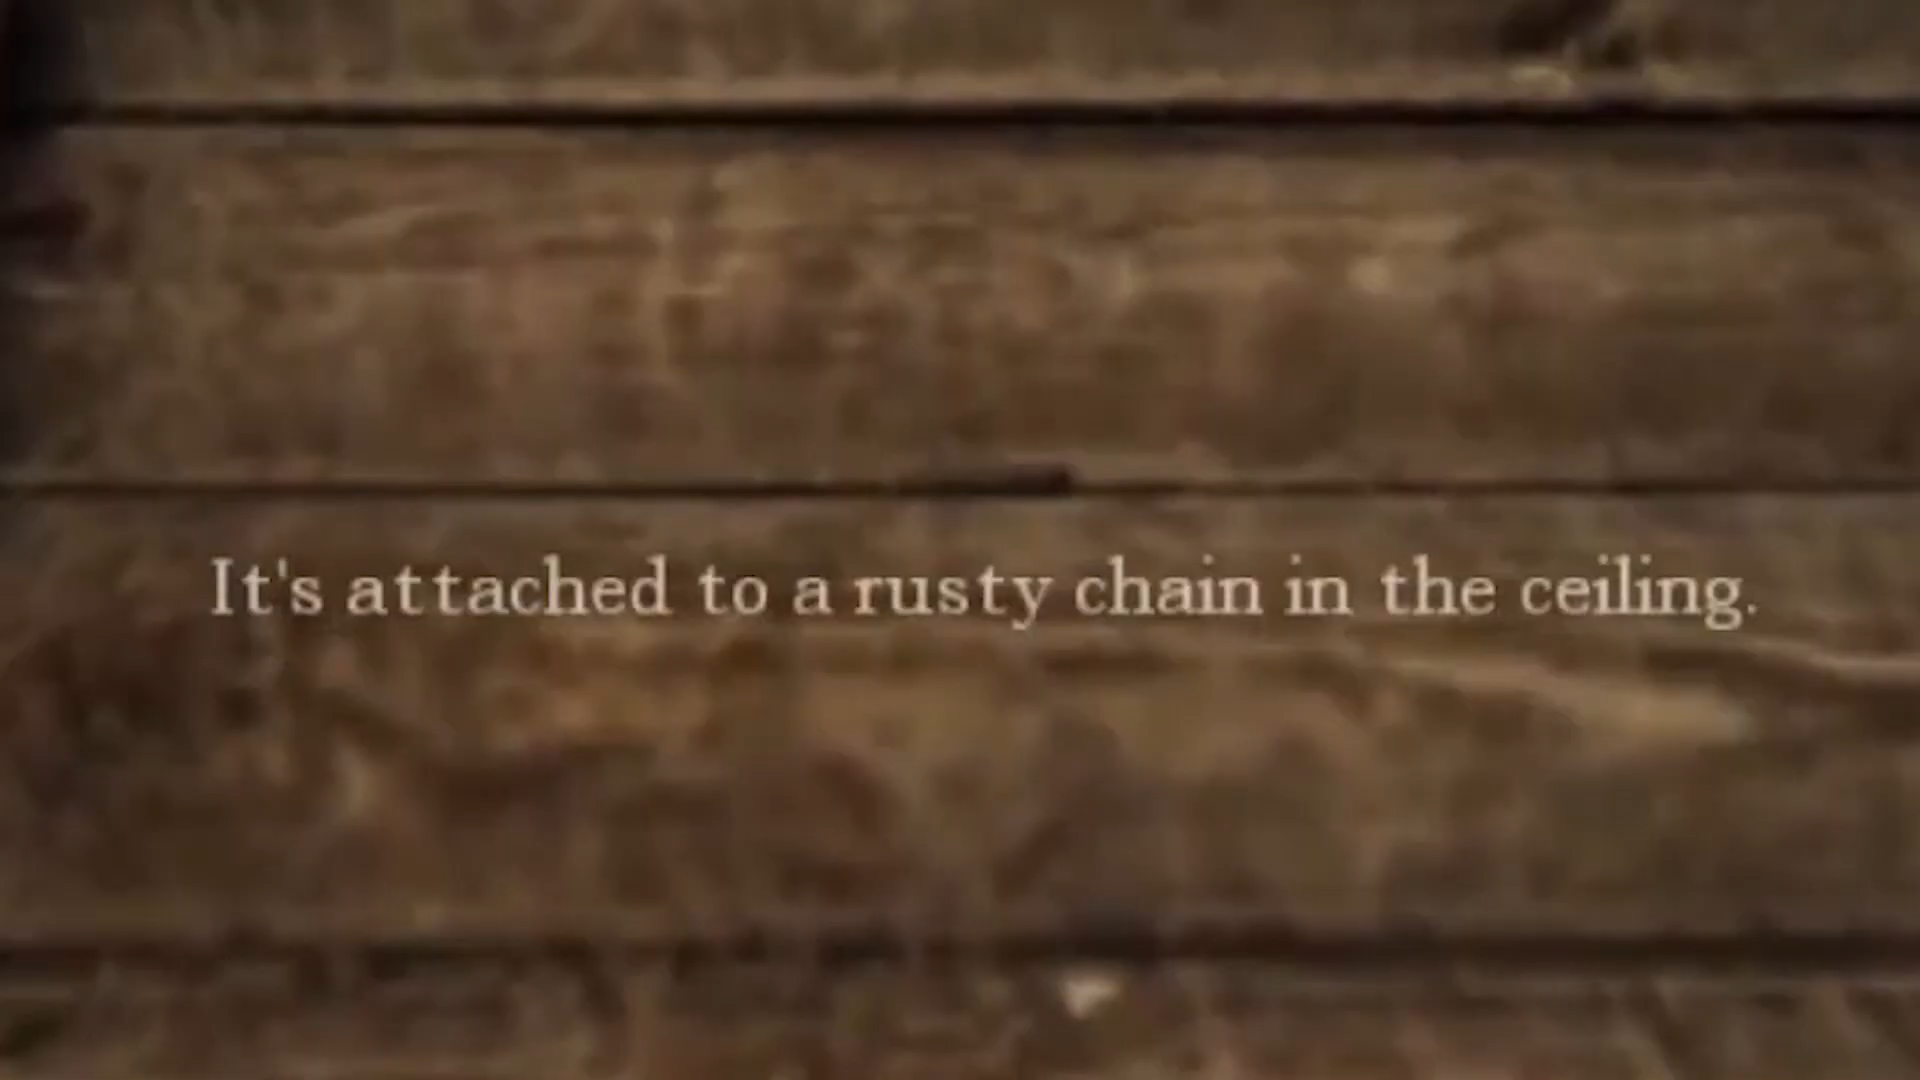 It's attached to a rusty chain in the ceiling.